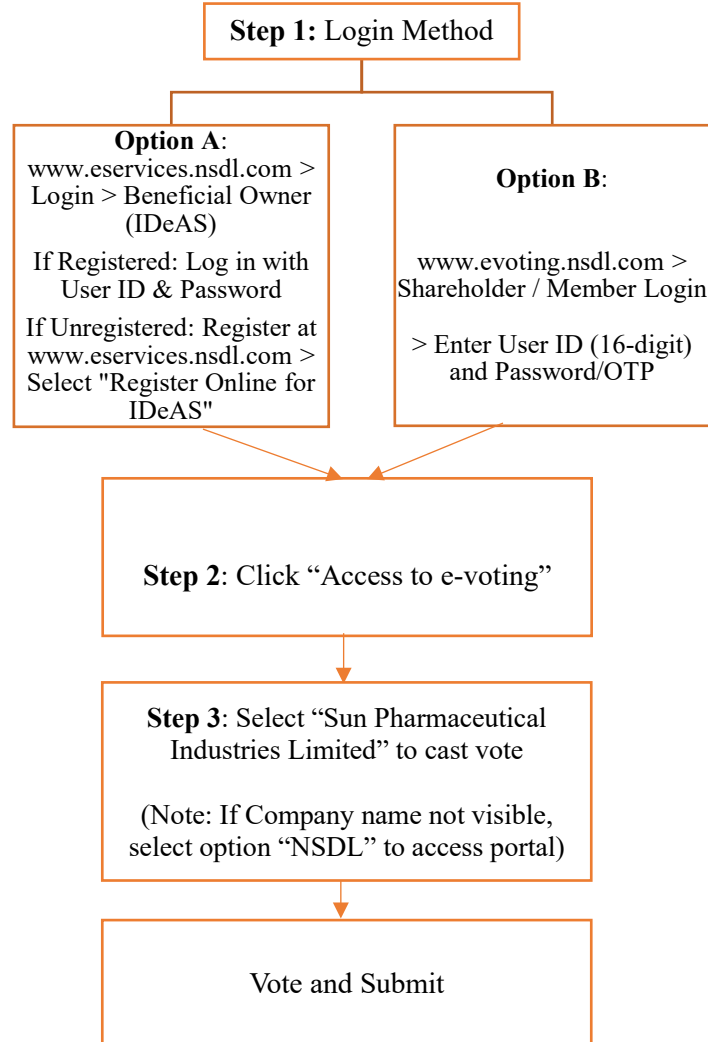 Step 1: Login Method
Option A:
www.eservices.nsdl.com >
Login > Beneficial Owner
(IDeAS)
If Registered: Log in with
User ID & Password
If Unregistered: Register at
www.eservices.nsdl.com >
Select "Register Online for
IDeAS"
Option B:
www.evoting.nsdl.com >
Shareholder / Member Login
> Enter User ID (16-digit)
and Password/OTP
Step 2: Click “Access to e-voting”
Step 3: Select “Sun Pharmaceutical
Industries Limited” to cast vote
(Note: If Company name not visible,
select option “NSDL” to access portal)
Vote and Submit